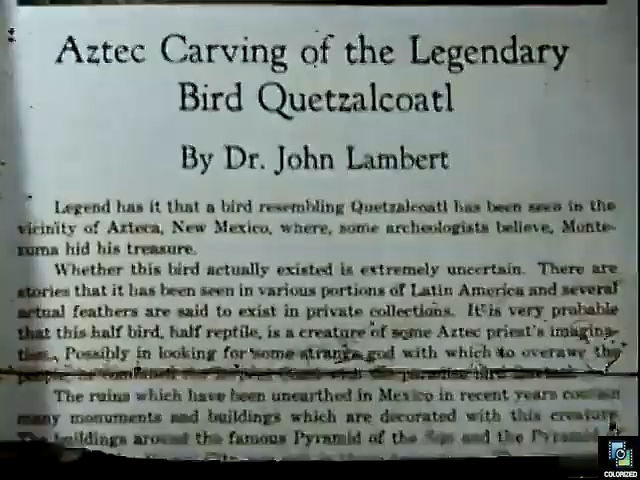 Aztec Carving of the Legendary
Bird Quetzalcoatl
By Dr. John Lambert
Legend has it that a bird resembling Quetzalcoatl has been seen in the
vicinity of Azteca, New Mexico, where, some archeologists believe, Monte-
zuma hid his treasure.
Whether this bird actually existed is extremely uncertain. There are
stories that it has been seen in various portions of Latin America and several
actual feathers are said to exist in private collections. It is very probable
that this half bird, half reptile, is a creature of some Aztec priest's imagina-
tion. Possibly in looking for some strange god with which to overawe the
The ruins which have been unearthed in Mexico in recent years contain
many monuments and buildings which are decorated with this creature.
The buildings around the famous Pyramid of the Sun and the Pyramid of
COLORIZED